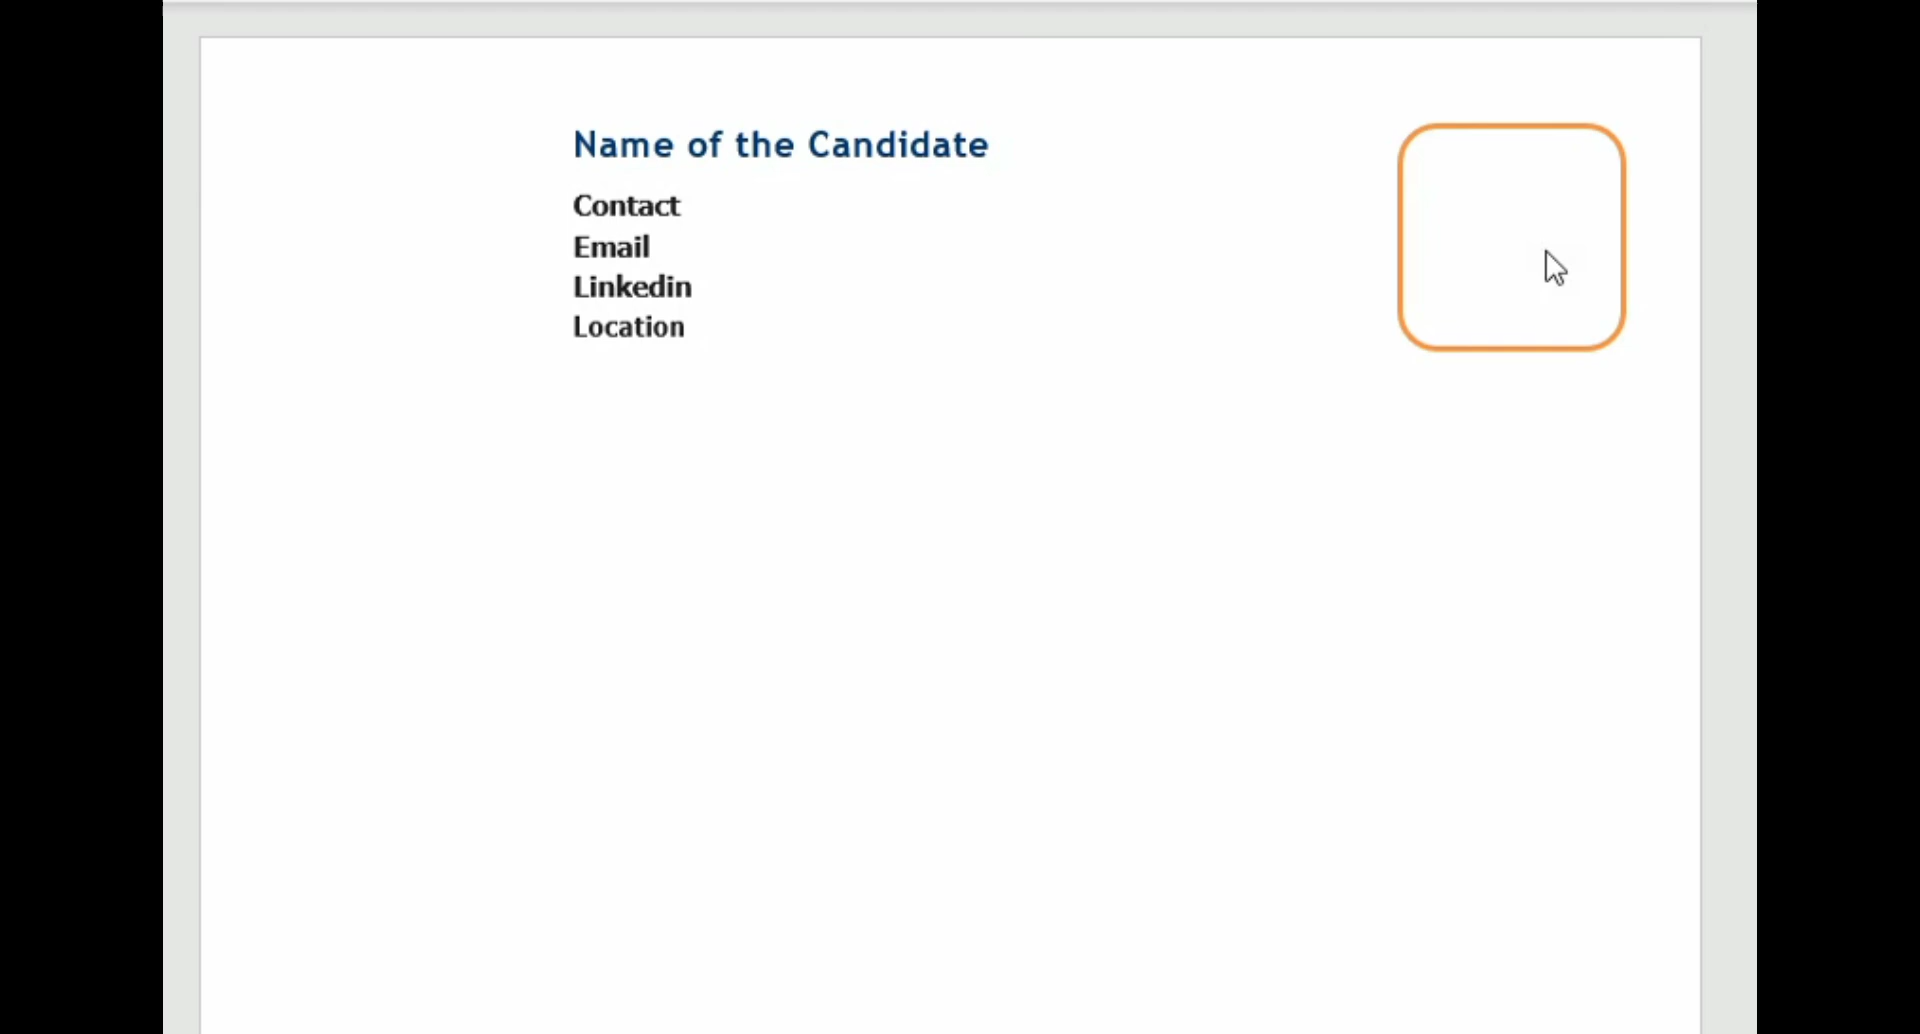 Name of the Candidate
Contact
Email
Linkedin
Location